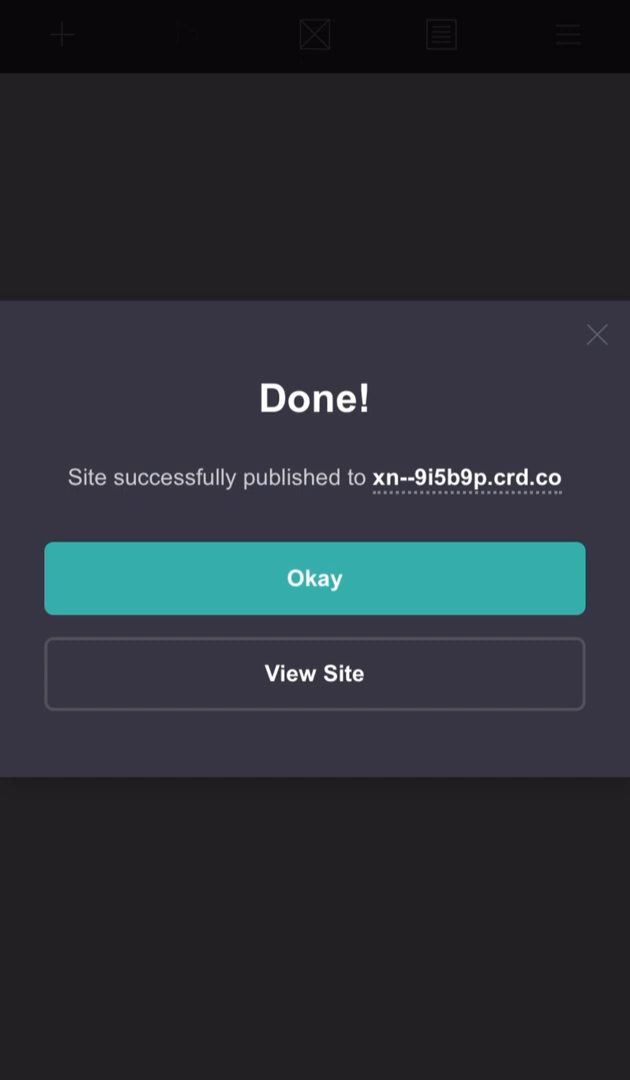 Done!
Site successfully published to xn--9i5b9p.crd.co
Okay
View Site